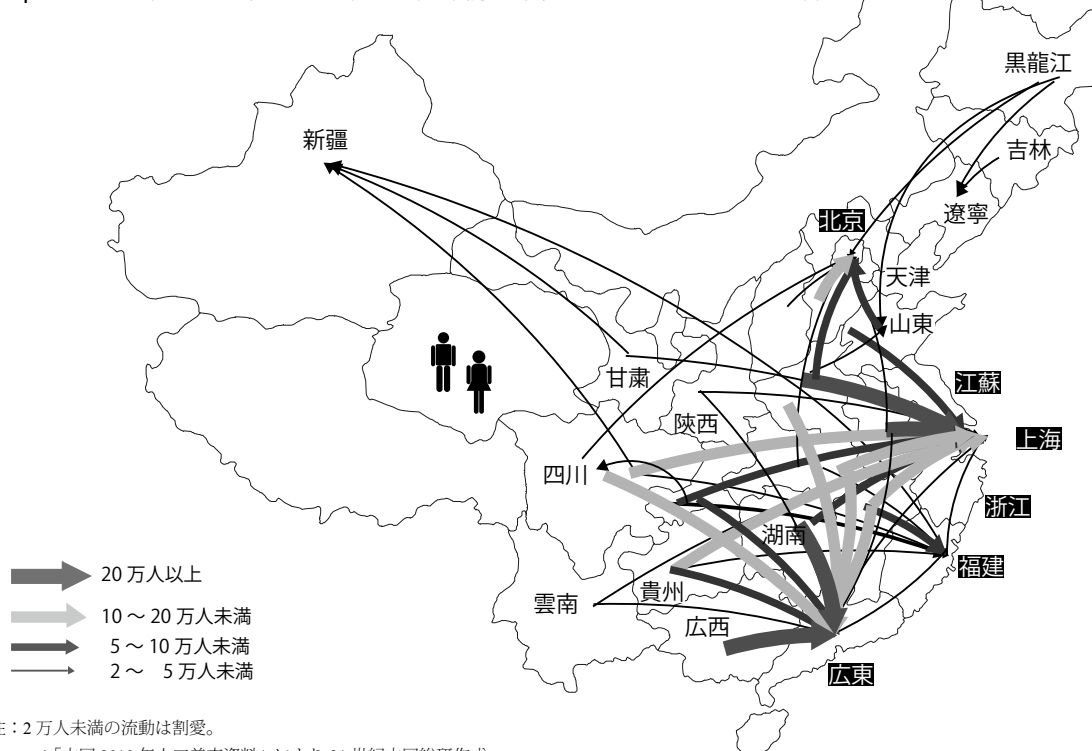 黒龍江
吉林
新疆
遼寧
北京
天津
山東
甘粛
江蘇
陝西
上海
四川
浙江
湖南
福建
貴州
雲南
広西
広東
20 万人以上
10 ～ 20 万人未満
5 ～ 10 万人未満
2 ～ 5 万人未満
：2 万人未満の流動は割愛。